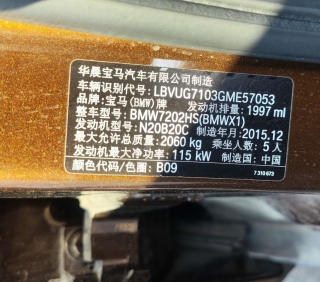 华晨宝马汽车有限公司制造
车辆识别代号: LBVUG7103GME57053
品牌: 宝马(BMW)牌 发动机排量: 1997 ml
整车型号: BMW7202HS(BMWX1)
发动机型号: N20B20C 制造年月: 2015.12
最大允许总质量: 2060 kg 乘坐人数: 5人
发动机最大净功率: 115 kW 制造国: 中国
颜色代码/色图: B09
7 310 673